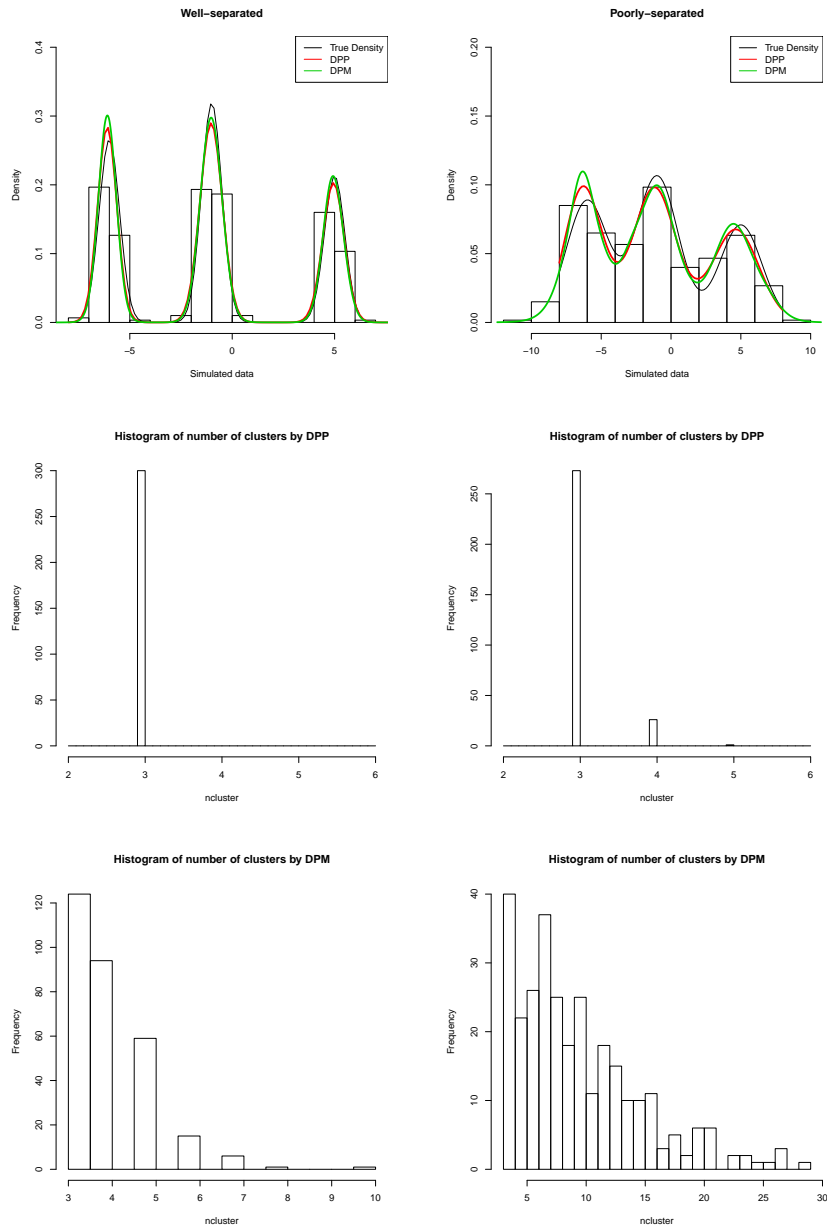 Well−separated
Density
0.0 0.1 0.2 0.3 0.4
True Density
DPP
DPM
−5 0 5
Simulated data
Poorly−separated
Density
0.00 0.05 0.10 0.15 0.20
True Density
DPP
DPM
−10 −5 0 5 10
Simulated data
Histogram of number of clusters by DPP
Frequency
0 50 100 150 200 250 300
2 3 4 5 6
ncluster
Histogram of number of clusters by DPP
Frequency
0 50 100 150 200 250
2 3 4 5 6
ncluster
Histogram of number of clusters by DPM
Frequency
0 20 40 60 80 100 120
3 4 5 6 7 8 9 10
ncluster
Histogram of number of clusters by DPM
Frequency
0 10 20 30 40
5 10 15 20 25 30
ncluster